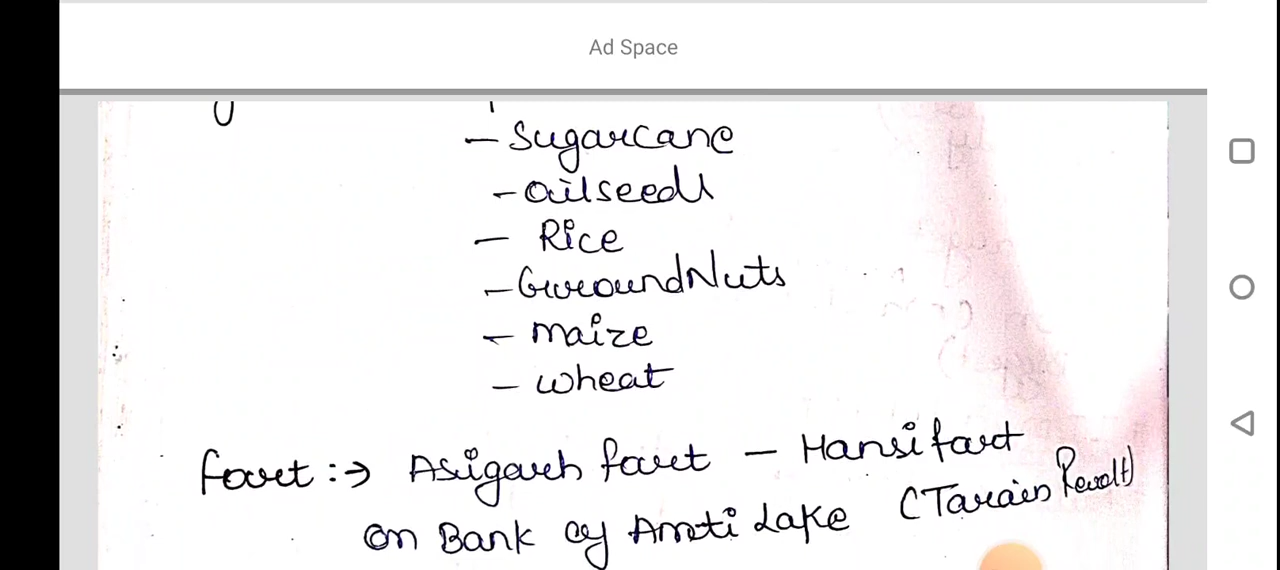 Ad Space
- Sugarcane
- oilseeds
- Rice
- GroundNuts
- maize
- wheat
fort :→ Asigarh fort - Hansi fort
on Bank of Amti Lake (Tarain Revolt)